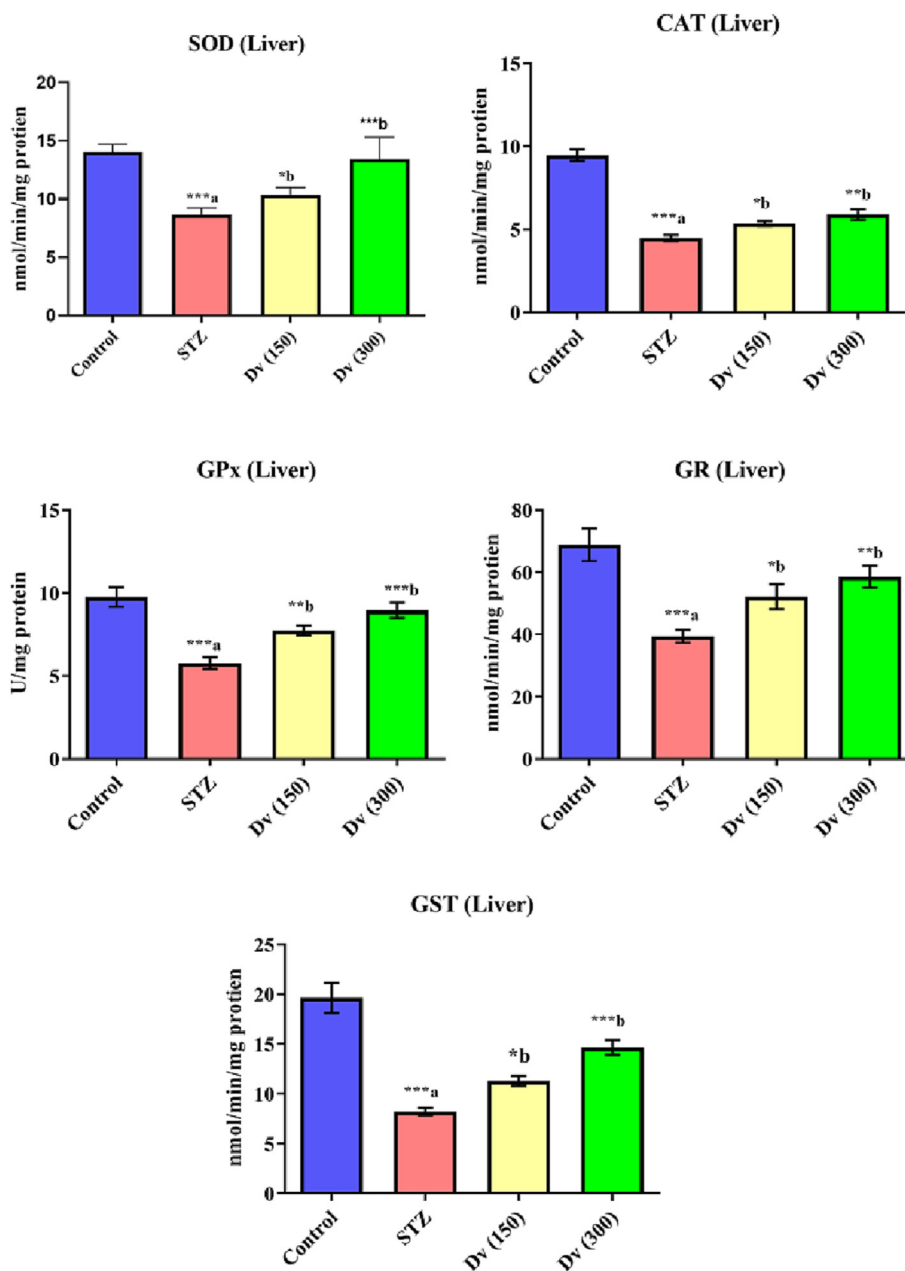 SOD (Liver)
nmol/min/mg protien
20
15
10
5
0
***a
*b
***b
Control
STZ
Dv (150)
Dv (300)
CAT (Liver)
nmol/min/mg protien
15
10
5
0
***a
*b
**b
Control
STZ
Dv (150)
Dv (300)
GPx (Liver)
U/mg protein
15
10
5
0
***a
**b
***b
Control
STZ
Dv (150)
Dv (300)
GR (Liver)
nmol/min/mg protien
80
60
40
20
0
***a
*b
**b
Control
STZ
Dv (150)
Dv (300)
GST (Liver)
nmol/min/mg protien
25
20
15
10
5
0
***a
*b
***b
Control
STZ
Dv (150)
Dv (300)